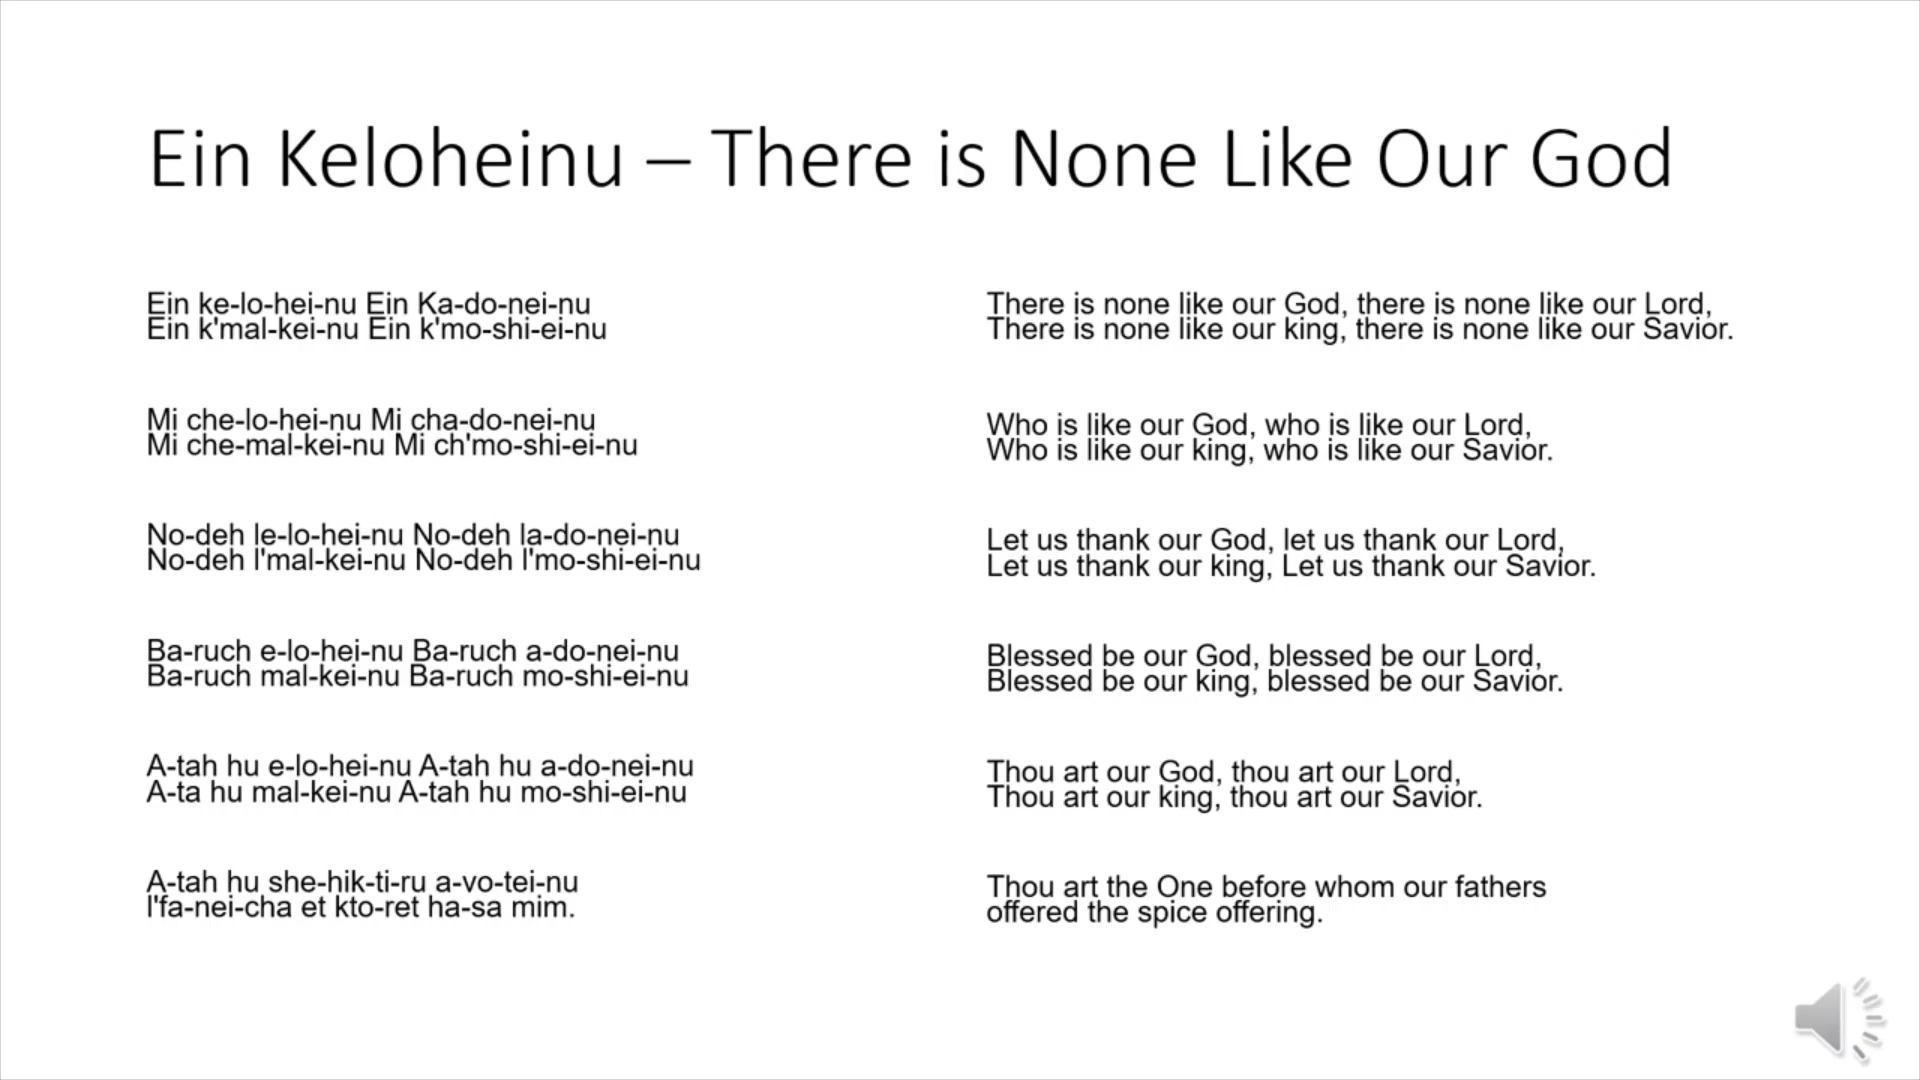 Ein Keloheinu – There is None Like Our God
Ein ke-lo-hei-nu Ein Ka-do-nei-nu
Ein k'mal-kei-nu Ein k'mo-shi-ei-nu
Mi che-lo-hei-nu Mi cha-do-nei-nu
Mi che-mal-kei-nu Mi ch'mo-shi-ei-nu
No-deh le-lo-hei-nu No-deh la-do-nei-nu
No-deh l'mal-kei-nu No-deh l'mo-shi-ei-nu
Ba-ruch e-lo-hei-nu Ba-ruch a-do-nei-nu
Ba-ruch mal-kei-nu Ba-ruch mo-shi-ei-nu
A-tah hu e-lo-hei-nu A-tah hu a-do-nei-nu
A-ta hu mal-kei-nu A-tah hu mo-shi-ei-nu
A-tah hu she-hik-ti-ru a-vo-tei-nu
l'fa-nei-cha et kto-ret ha-sa mim.
There is none like our God, there is none like our Lord,
There is none like our king, there is none like our Savior.
Who is like our God, who is like our Lord,
Who is like our king, who is like our Savior.
Let us thank our God, let us thank our Lord,
Let us thank our king, Let us thank our Savior.
Blessed be our God, blessed be our Lord,
Blessed be our king, blessed be our Savior.
Thou art our God, thou art our Lord,
Thou art our king, thou art our Savior.
Thou art the One before whom our fathers
offered the spice offering.